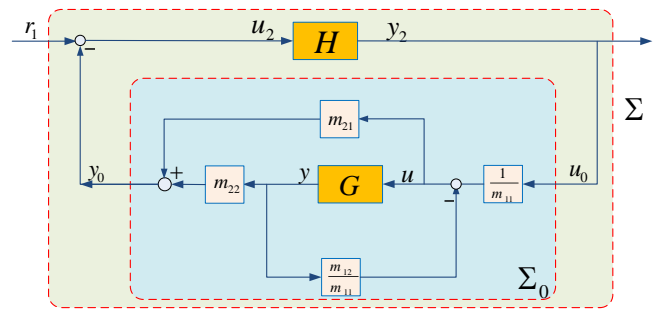 r₁ − u₂ H y₂
Σ
m₂₁
y₀ + m₂₂ y G u − 1/m₁₁ u₀
m₁₂/m₁₁
Σ₀